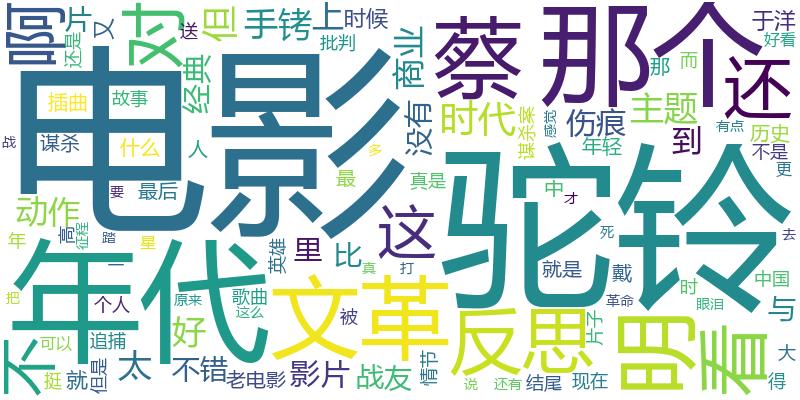 电影
驼铃
年代
那个
蔡
文革
反思
明
看
对
啊
还
这
不
但
手铐
上
时候
片
又
还是
送
批判
经典
商业
没有
时代
伤痕
主题
到
于洋
好看
那
而
谋杀案
感觉
年轻
有点
历史
不是
更
插曲
故事
什么
谋杀
战
人
最后
要
最
多
真是
中
才
动作
年
高
征程
踏
星
一
英雄
里
比
真
打
死
去
就是
戴
中国
革命
时
眼泪
与
把
个人
原来
歌曲
这么
被
好
可以
追捕
挺
就
但是
太
不错
老电影
影片
战友
情节
说
还有
结尾
现在
片子
大
得